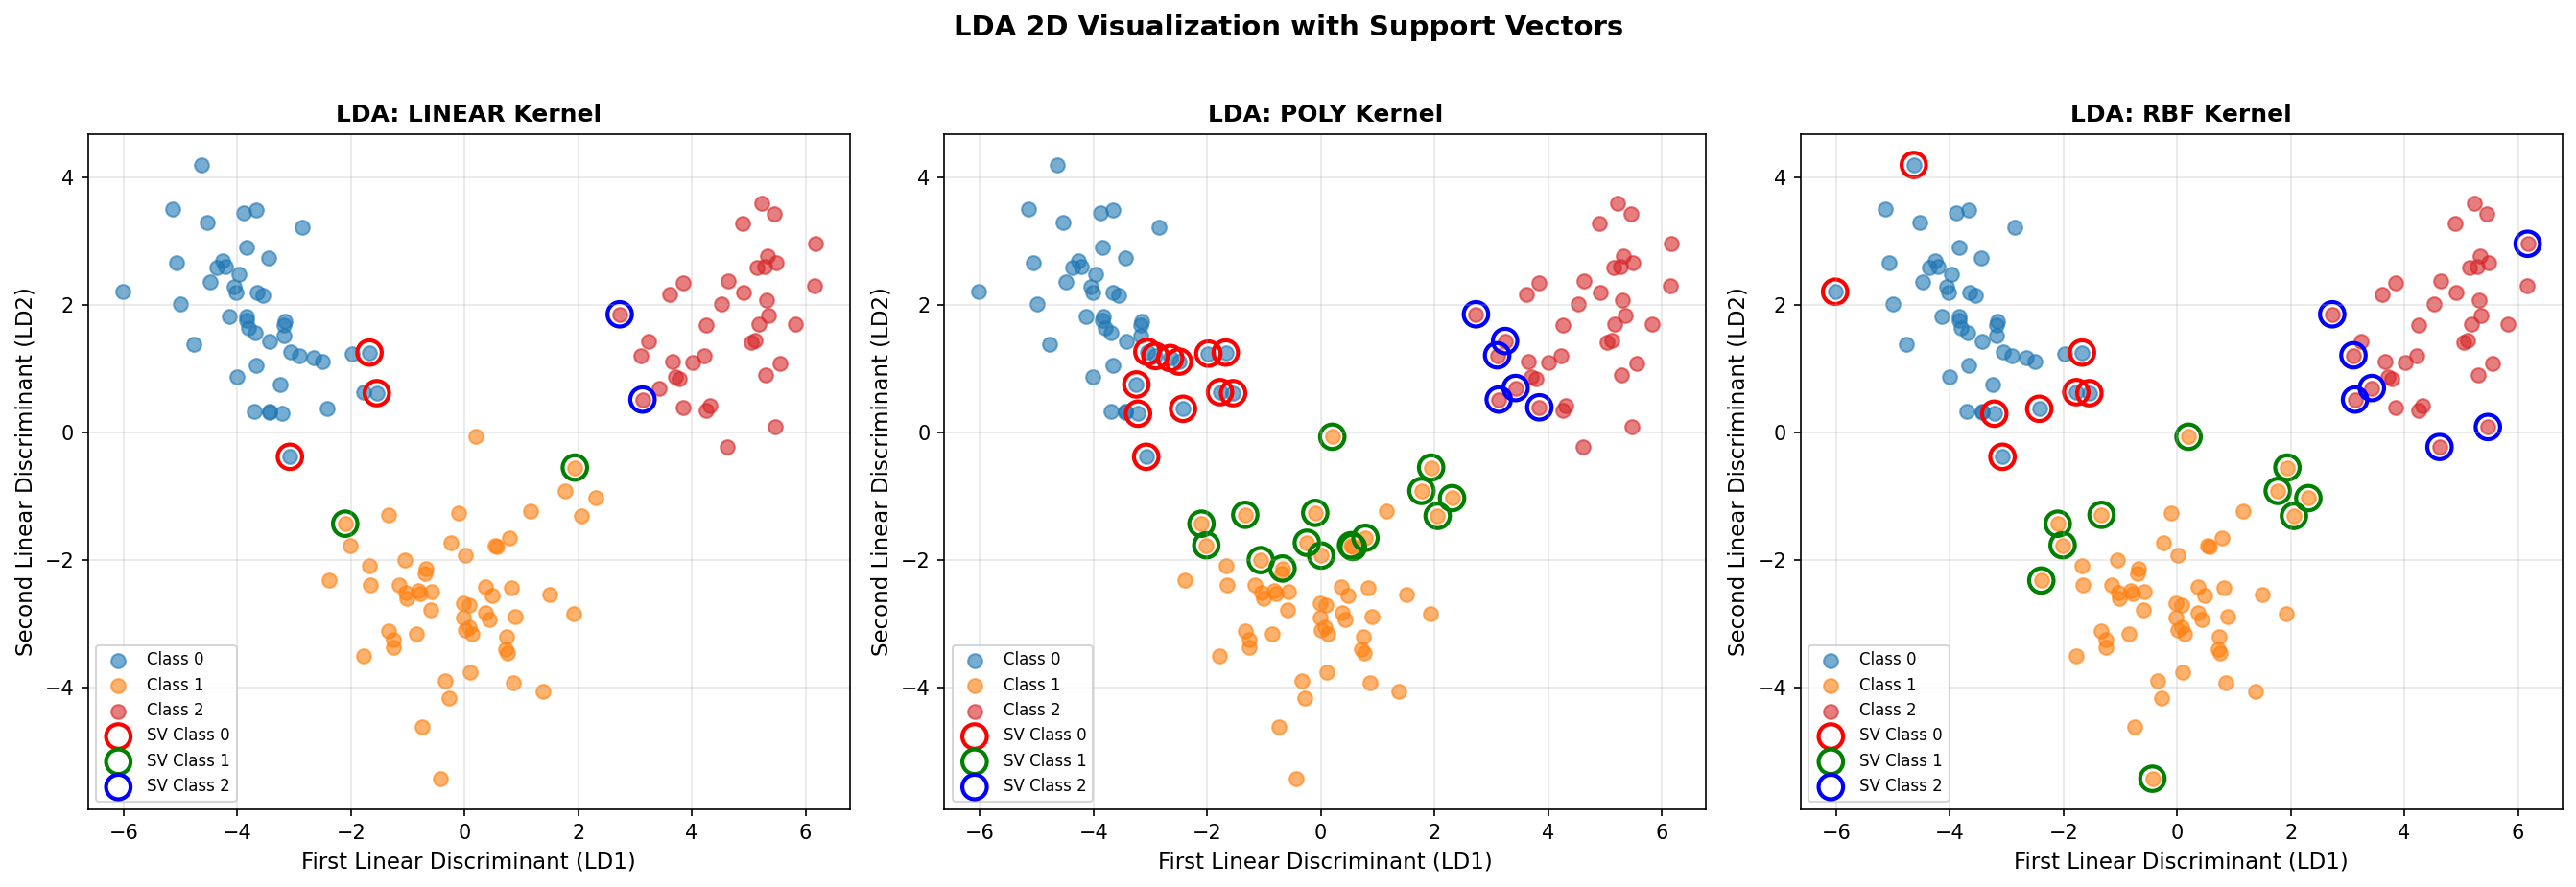 LDA 2D Visualization with Support Vectors
LDA: LINEAR Kernel
4
2
0
−2
−4
−6
−4
−2
0
2
4
6
Second Linear Discriminant (LD2)
First Linear Discriminant (LD1)
Class 0
Class 1
Class 2
SV Class 0
SV Class 1
SV Class 2
LDA: POLY Kernel
4
2
0
−2
−4
−6
−4
−2
0
2
4
6
Second Linear Discriminant (LD2)
First Linear Discriminant (LD1)
Class 0
Class 1
Class 2
SV Class 0
SV Class 1
SV Class 2
LDA: RBF Kernel
4
2
0
−2
−4
−6
−4
−2
0
2
4
6
Second Linear Discriminant (LD2)
First Linear Discriminant (LD1)
Class 0
Class 1
Class 2
SV Class 0
SV Class 1
SV Class 2